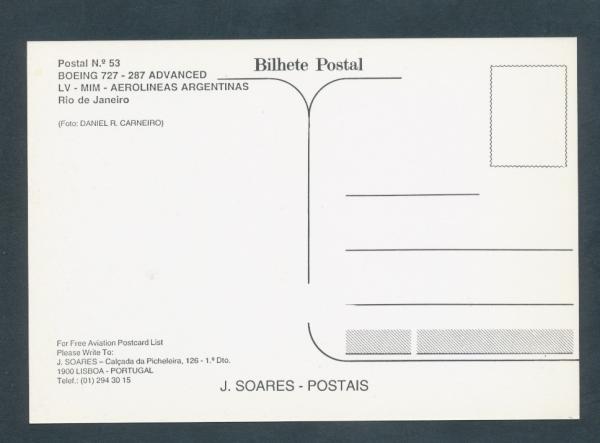 Postal N.º 53
BOEING 727 - 287 ADVANCED
LV - MIM - AEROLINEAS ARGENTINAS
Rio de Janeiro
(Foto: DANIEL R. CARNEIRO)
Bilhete Postal
For Free Aviation Postcard List
Please Write To:
J. SOARES – Calçada da Picheleira, 126 - 1.º Dto.
1900 LISBOA - PORTUGAL
Telef.: (01) 294 30 15
J. SOARES - POSTAIS